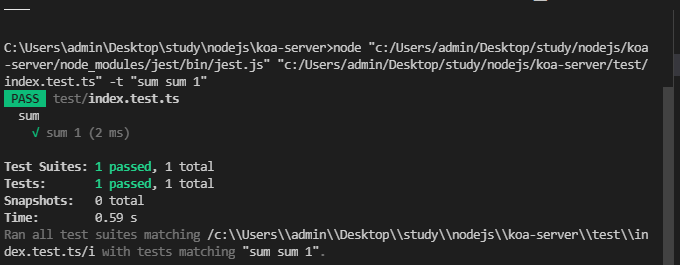 C:\Users\admin\Desktop\study\nodejs\koa-server>node "c:/Users/admin/Desktop/study/nodejs/koa
-server/node_modules/jest/bin/jest.js" "c:/Users/admin/Desktop/study/nodejs/koa-server/test/
index.test.ts" -t "sum sum 1"
PASS test/index.test.ts
sum
√ sum 1 (2 ms)
Test Suites: 1 passed, 1 total
Tests: 1 passed, 1 total
Snapshots: 0 total
Time: 0.59 s
Ran all test suites matching /c:\\Users\\admin\\Desktop\\study\\nodejs\\koa-server\\test\\in
dex.test.ts/i with tests matching "sum sum 1".